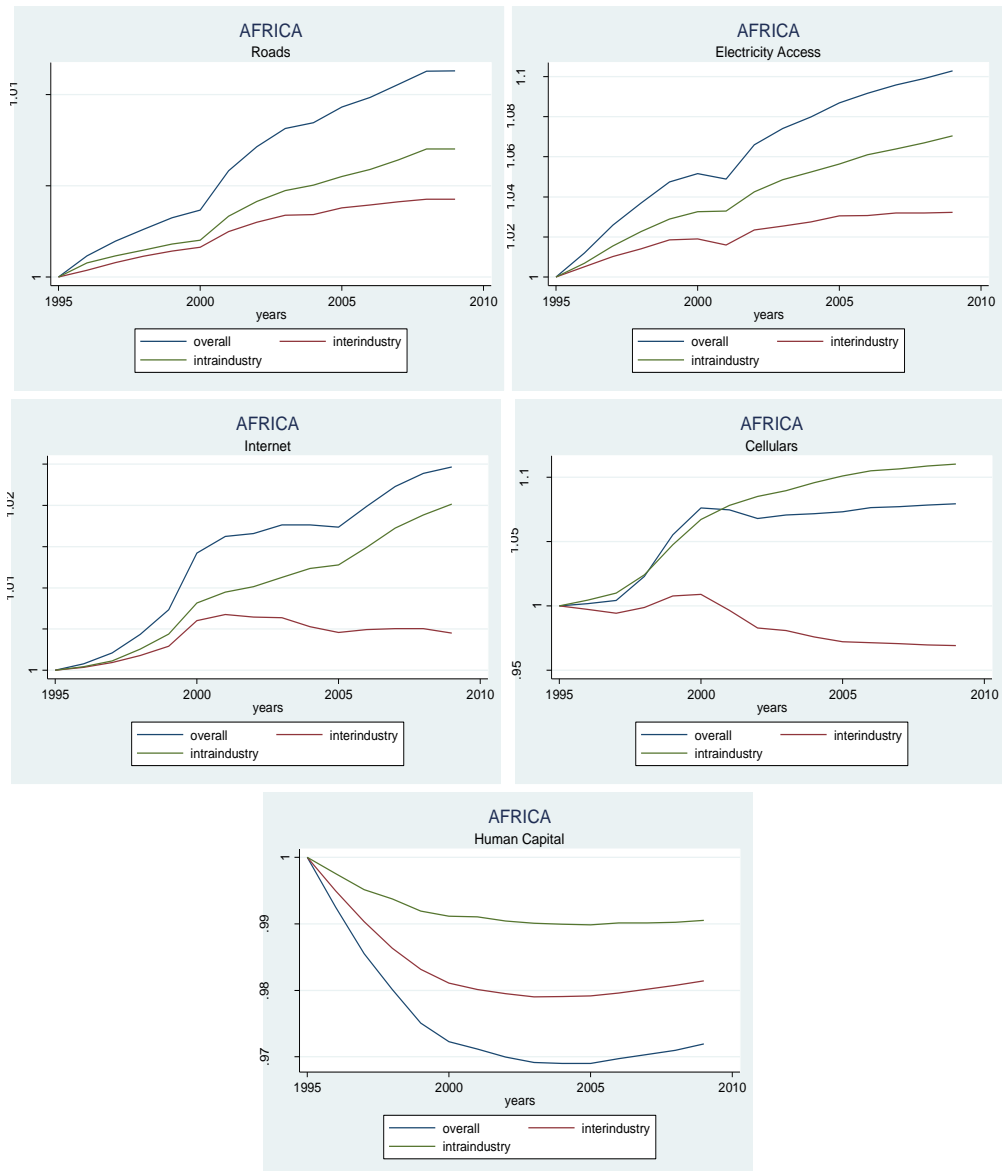 AFRICA
Roads
1.01
1
1995 2000 2005 2010
years
overall interindustry
intraindustry
AFRICA
Electricity Access
1.1
1.08
1.06
1.04
1.02
1
1995 2000 2005 2010
years
overall interindustry
intraindustry
AFRICA
Internet
1.02
1.01
1
1995 2000 2005 2010
years
overall interindustry
intraindustry
AFRICA
Cellulars
1.1
1.05
1
.95
1995 2000 2005 2010
years
overall interindustry
intraindustry
AFRICA
Human Capital
1
.99
.98
.97
1995 2000 2005 2010
years
overall interindustry
intraindustry